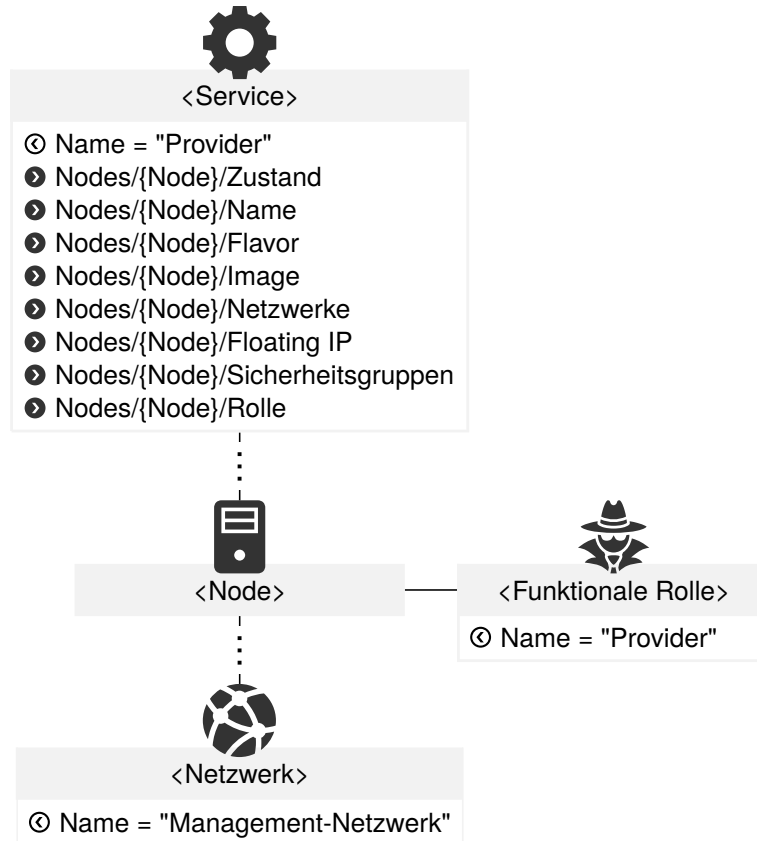 <Service>
Name = "Provider"
Nodes/{Node}/Zustand
Nodes/{Node}/Name
Nodes/{Node}/Flavor
Nodes/{Node}/Image
Nodes/{Node}/Netzwerke
Nodes/{Node}/Floating IP
Nodes/{Node}/Sicherheitsgruppen
Nodes/{Node}/Rolle
<Node>
<Funktionale Rolle>
Name = "Provider"
<Netzwerk>
Name = "Management-Netzwerk"